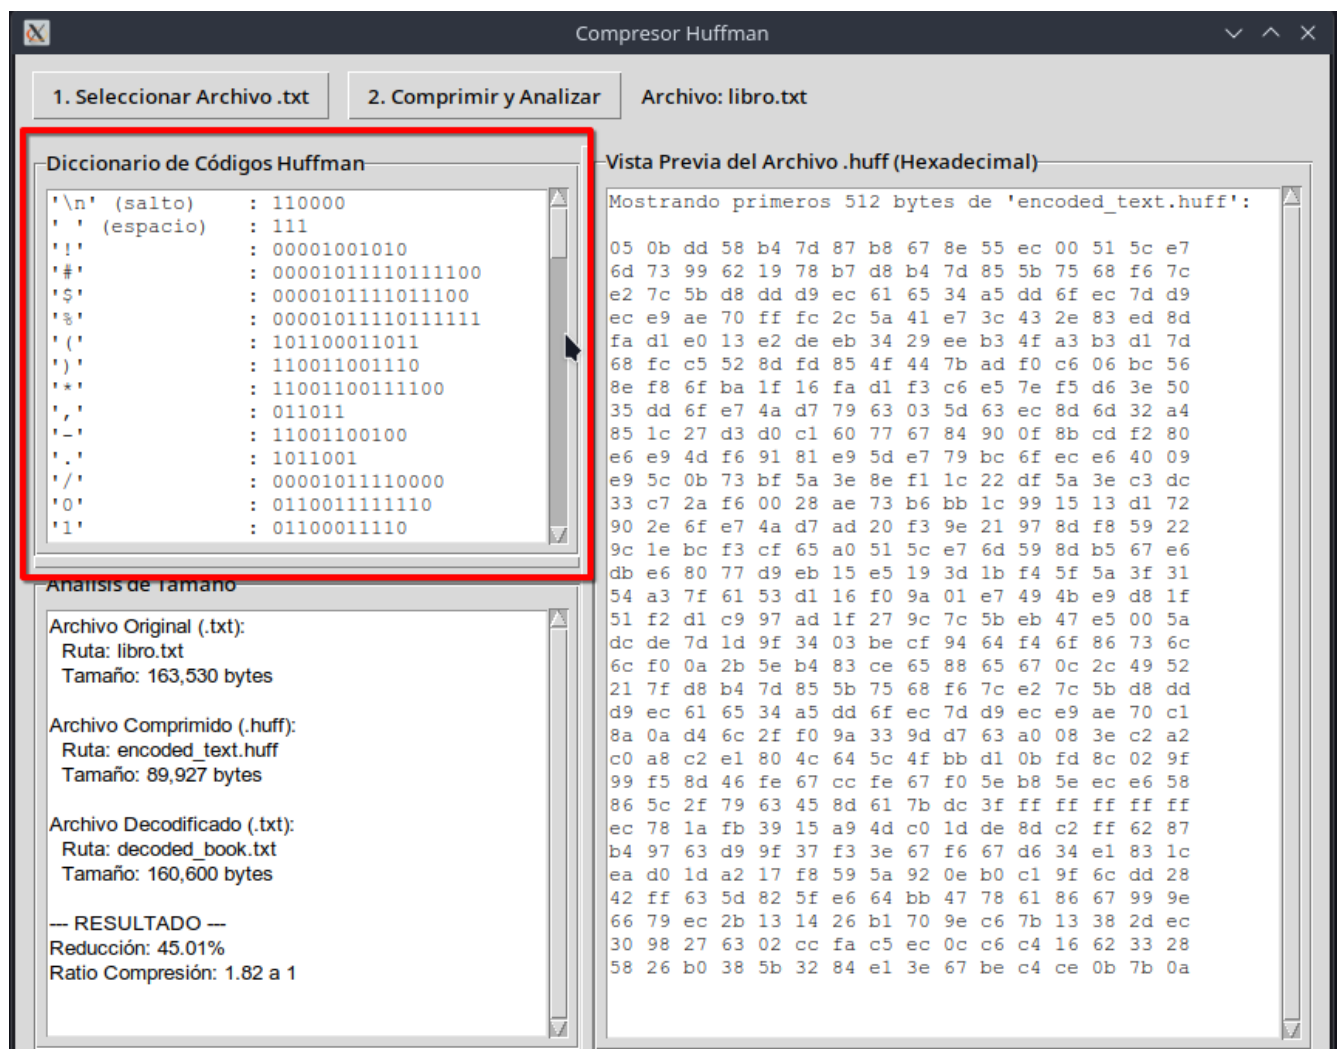 Compresor Huffman
1. Seleccionar Archivo .txt
2. Comprimir y Analizar
Archivo: libro.txt
Diccionario de Códigos Huffman
'\n' (salto) : 110000
' ' (espacio) : 111
'!' : 00001001010
'#' : 00001011110111100
'$' : 0000101111011100
'%' : 00001011110111111
'(' : 101100011011
')' : 110011001110
'*' : 11001100111100
',' : 011011
'-' : 11001100100
'.' : 1011001
'/' : 000010111110000
'0' : 0110011111110
'1' : 01100011110
Análisis de Tamaño
Archivo Original (.txt):
Ruta: libro.txt
Tamaño: 163,530 bytes
Archivo Comprimido (.huff):
Ruta: encoded_text.huff
Tamaño: 89,927 bytes
Archivo Decodificado (.txt):
Ruta: decoded_book.txt
Tamaño: 160,600 bytes
--- RESULTADO ---
Reducción: 45.01%
Ratio Compresión: 1.82 a 1
Vista Previa del Archivo .huff (Hexadecimal)
Mostrando primeros 512 bytes de 'encoded_text.huff':
05 0b dd 58 b4 7d 87 b8 67 8e 55 ec 00 51 5c e7
6d 73 99 62 19 78 b7 d8 b4 7d 85 5b 75 68 f6 7c
e2 7c 5b d8 dd d9 ec 61 65 34 a5 dd 6f ec 7d d9
ec e9 ae 70 ff fc 2c 5a 41 e7 3c 43 2e 83 ed 8d
fa d1 e0 13 e2 de eb 34 29 ee b3 4f a3 b3 d1 7d
68 fc c5 52 8d fd 85 4f 44 7b ad f0 c6 06 bc 56
8e f8 6f ba 1f 16 fa d1 f3 c6 e5 7e f5 d6 3e 50
35 dd 6f e7 4a d7 79 63 03 5d 63 ec 8d 6d 32 a4
85 1c 27 d3 d0 c1 60 77 67 84 90 0f 8b cd f2 80
e6 e9 4d f6 91 81 e9 5d e7 79 bc 6f ec e6 40 09
e9 5c 0b 73 bf 5a 3e 8e f1 1c 22 df 5a 3e c3 dc
33 c7 2a f6 00 28 ae 73 b6 bb 1c 99 15 13 d1 72
90 2e 6f e7 4a d7 ad 20 f3 9e 21 97 8d f8 59 22
9c 1e bc f3 cf 65 a0 51 5c e7 6d 59 8d b5 67 e6
db e6 80 77 d9 eb 15 e5 19 3d 1b f4 5f 5a 3f 31
54 a3 7f 61 53 d1 16 f0 9a 01 e7 49 4b e9 d8 1f
51 f2 d1 c9 97 ad 1f 27 9c 7c 5b eb 47 e5 00 5a
dc de 7d 1d 9f 34 03 be cf 94 64 f4 6f 86 73 6c
6c f0 0a 2b 5e b4 83 ce 65 88 65 67 0c 2c 49 52
21 7f d8 b4 7d 85 5b 75 68 f6 7c e2 7c 5b d8 dd
d9 ec 61 65 34 a5 dd 6f ec 7d d9 ec e9 ae 70 c1
8a 0a d4 6c 2f f0 9a 33 9d d7 63 a0 08 3e c2 a2
c0 a8 c2 e1 80 4c 64 5c 4f bb d1 0b fd 8c 02 9f
99 f5 8d 46 fe 67 cc fe 67 f0 5e b8 5e ec e6 58
86 5c 2f 79 63 45 8d 61 7b dc 3f ff ff ff ff ff
ec 78 1a fb 39 15 a9 4d c0 1d de 8d c2 ff 62 87
b4 97 63 d9 9f 37 f3 3e 67 f6 67 d6 34 e1 83 1c
ea d0 1d a2 17 f8 59 5a 92 0e b0 c1 9f 6c dd 28
42 ff 63 5d 82 5f e6 64 bb 47 78 61 86 67 99 9e
66 79 ec 2b 13 14 26 b1 70 9e c6 7b 13 38 2d ec
30 98 27 63 02 cc fa c5 ec 0c c6 c4 16 62 33 28
58 26 b0 38 5b 32 84 e1 3e 67 be c4 ce 0b 7b 0a